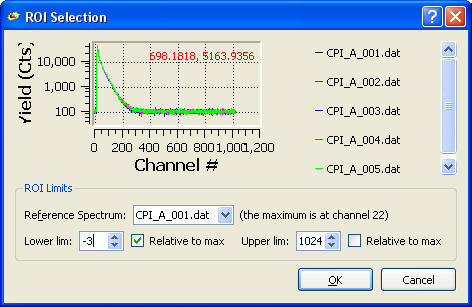 ROI Selection
Yield (Cts)
10,000
1,000
100
698.1818, 5163.9356
0 200 400 600 800 1,000 1,200
Channel #
CPI_A_001.dat
CPI_A_002.dat
CPI_A_003.dat
CPI_A_004.dat
CPI_A_005.dat
ROI Limits
Reference Spectrum: CPI_A_001.dat (the maximum is at channel 22)
Lower lim: -3 Relative to max Upper lim: 1024 Relative to max
OK Cancel